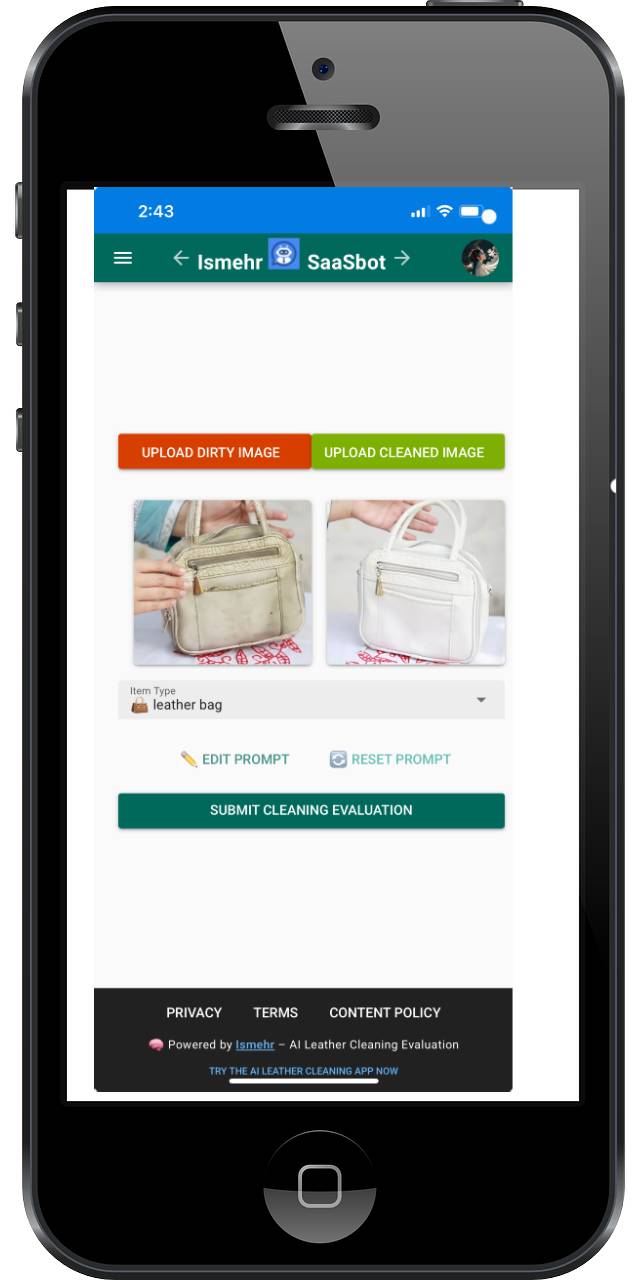 2:43
Ismehr SaaSbot
UPLOAD DIRTY IMAGE
UPLOAD CLEANED IMAGE
Item Type
leather bag
EDIT PROMPT
RESET PROMPT
SUBMIT CLEANING EVALUATION
PRIVACY TERMS CONTENT POLICY
Powered by Ismehr – AI Leather Cleaning Evaluation
TRY THE AI LEATHER CLEANING APP NOW